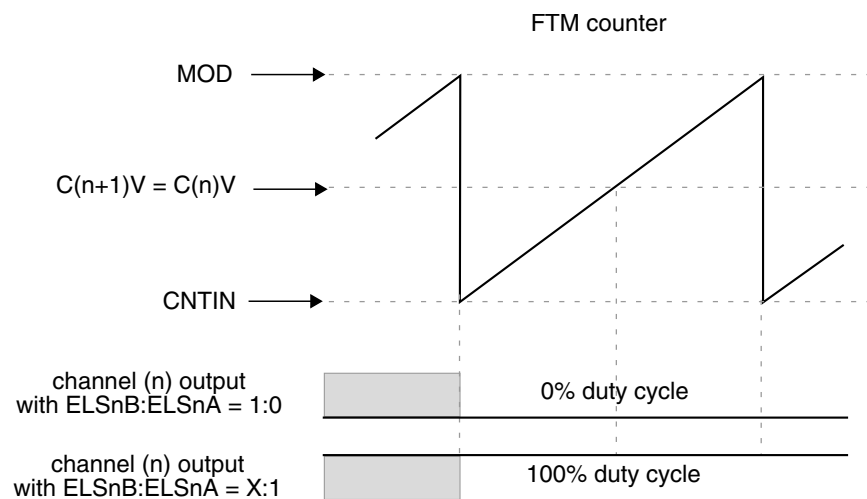 FTM counter
MOD
C(n+1)V = C(n)V
CNTIN
channel (n) output
with ELSnB:ELSnA = 1:0
0% duty cycle
channel (n) output
with ELSnB:ELSnA = X:1
100% duty cycle